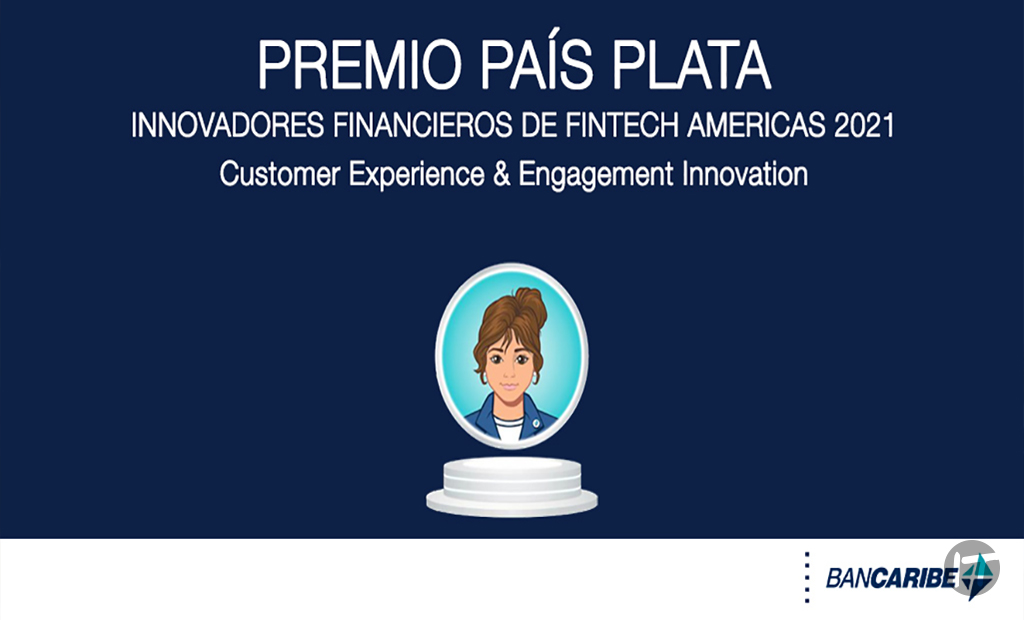 PREMIO PAÍS PLATA
INNOVADORES FINANCIEROS DE FINTECH AMERICAS 2021
Customer Experience & Engagement Innovation
BANCARIBE